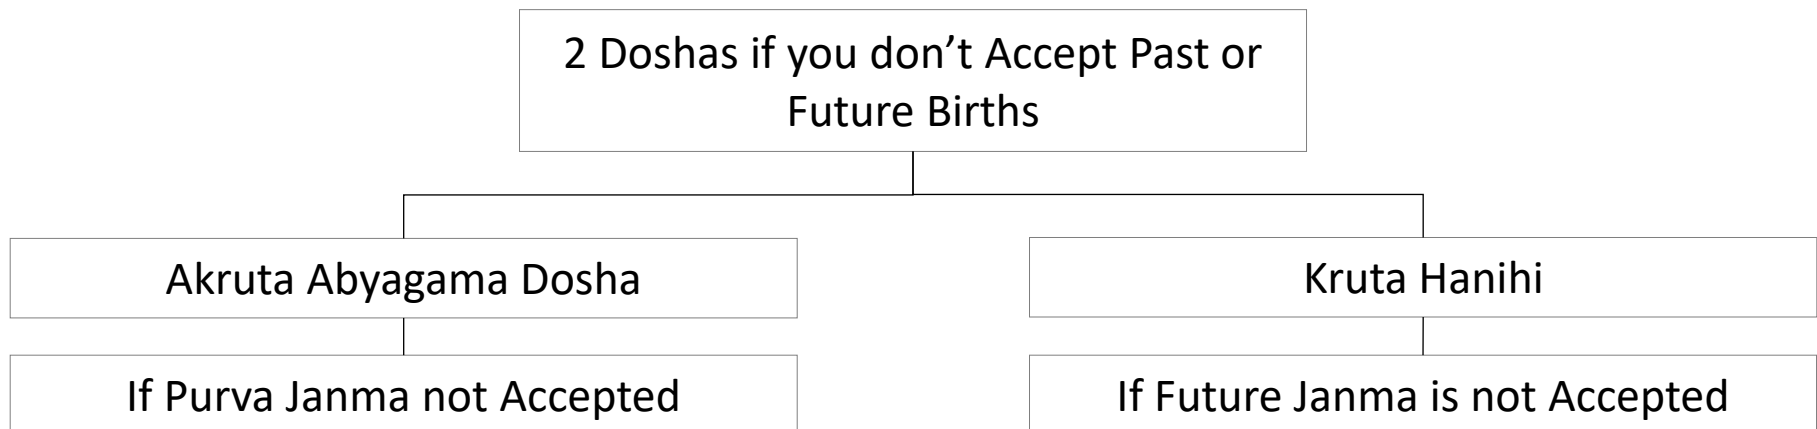 2 Doshas if you don’t Accept Past or
Future Births
Akruta Abyagama Dosha
Kruta Hanihi
If Purva Janma not Accepted
If Future Janma is not Accepted